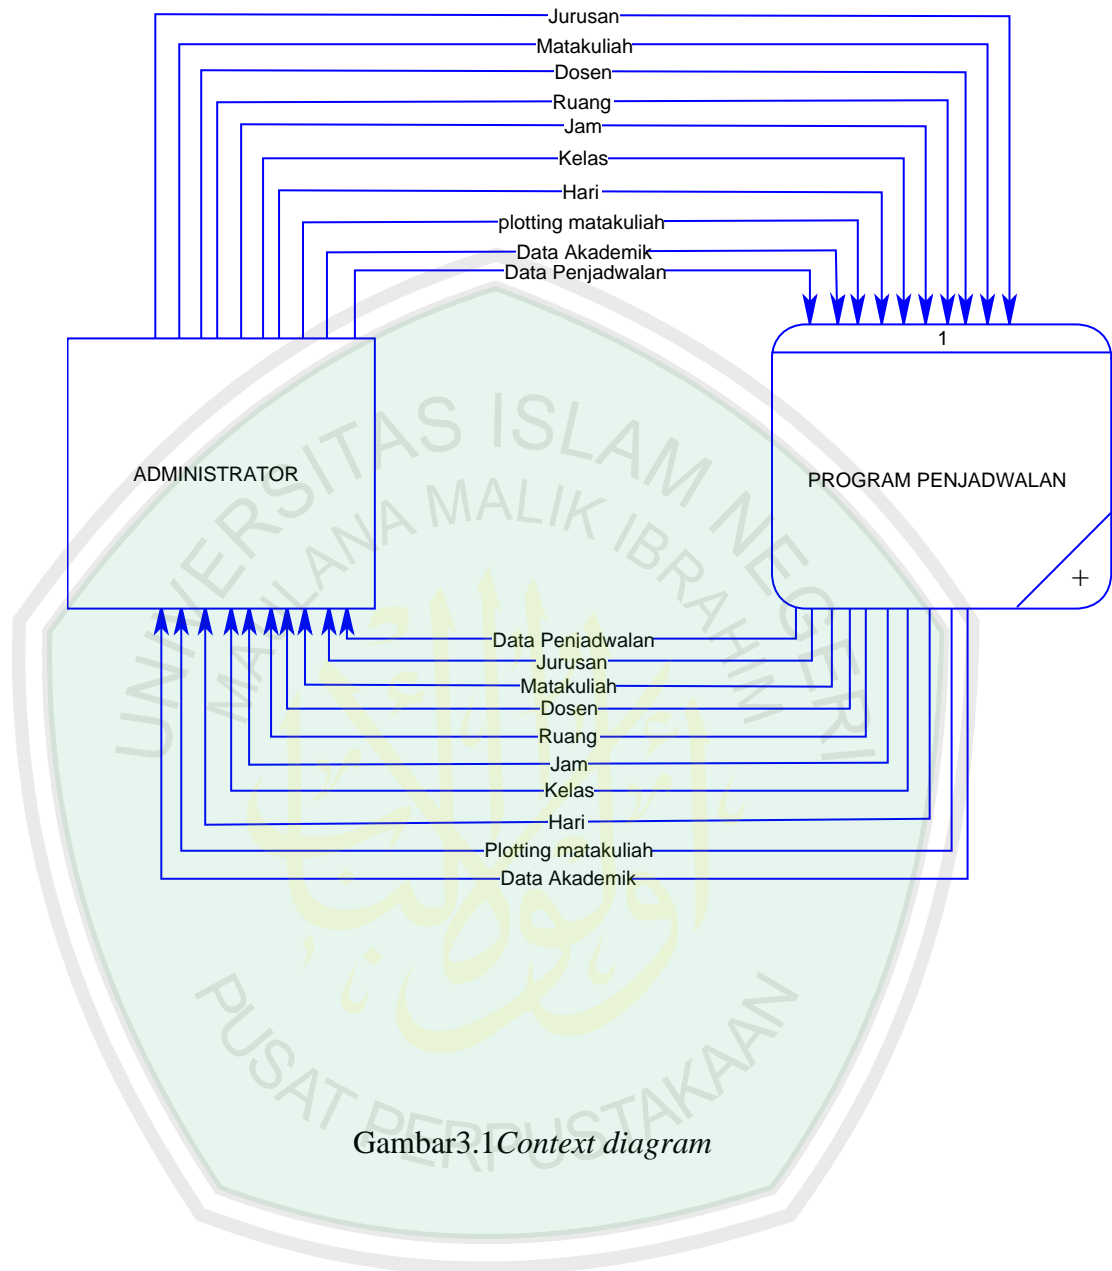 Jurusan
Matakuliah
Dosen
Ruang
Jam
Kelas
Hari
plotting matakuliah
Data Akademik
Data Penjadwalan
1
ADMINISTRATOR
PROGRAM PENJADWALAN
+
Data Penjadwalan
Jurusan
Matakuliah
Dosen
Ruang
Jam
Kelas
Hari
Plotting matakuliah
Data Akademik
UNIVERSITAS ISLAM NEGERI
MAULANA MALIK IBRAHIM
PUSAT PERPUSTAKAAN
Gambar3.1Context diagram